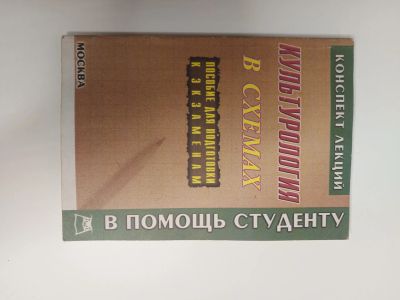 КОНСПЕКТ ЛЕКЦИЙ
КУЛЬТУРОЛОГИЯ
В СХЕМАХ
ПОСОБИЕ ДЛЯ ПОДГОТОВКИ
К ЭКЗАМЕНАМ
МОСКВА
В ПОМОЩЬ СТУДЕНТУ